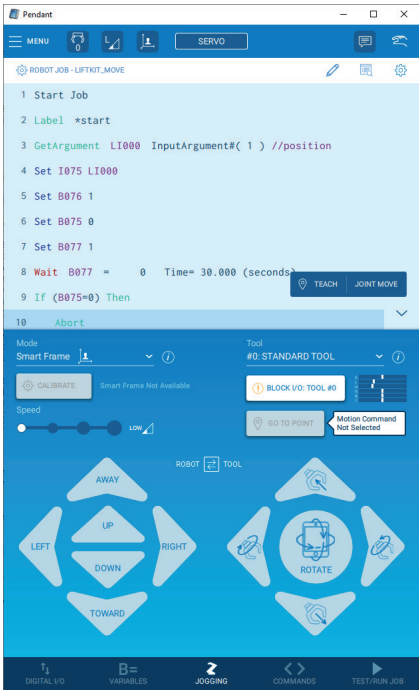 Pendant
MENU
0
SERVO
ROBOT JOB - LIFTKIT_MOVE
1 Start Job
2 Label *start
3 GetArgument LI000 InputArgument#( 1 ) //position
4 Set I075 LI000
5 Set B076 1
6 Set B075 0
7 Set B077 1
8 Wait B077 = 0 Time= 30.000 (seconds)
9 If (B075=0) Then
10 Abort
TEACH JOINT MOVE
Mode
Smart Frame
Tool
#0: STANDARD TOOL
CALIBRATE
Smart Frame Not Available
BLOCK I/O: TOOL #0
Speed
LOW
GO TO POINT
Motion Command
Not Selected
ROBOT TOOL
AWAY
UP
LEFT
RIGHT
DOWN
TOWARD
ROTATE
DIGITAL I/O
B=
VARIABLES
JOGGING
COMMANDS
TEST/RUN JOB